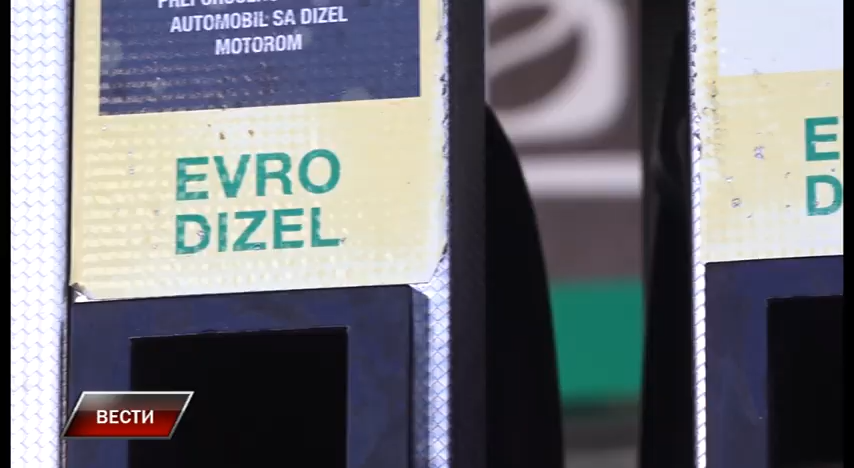 AUTOMOBIL SA DIZEL
MOTOROM
EVRO
DIZEL
E
D
ВЕСТИ